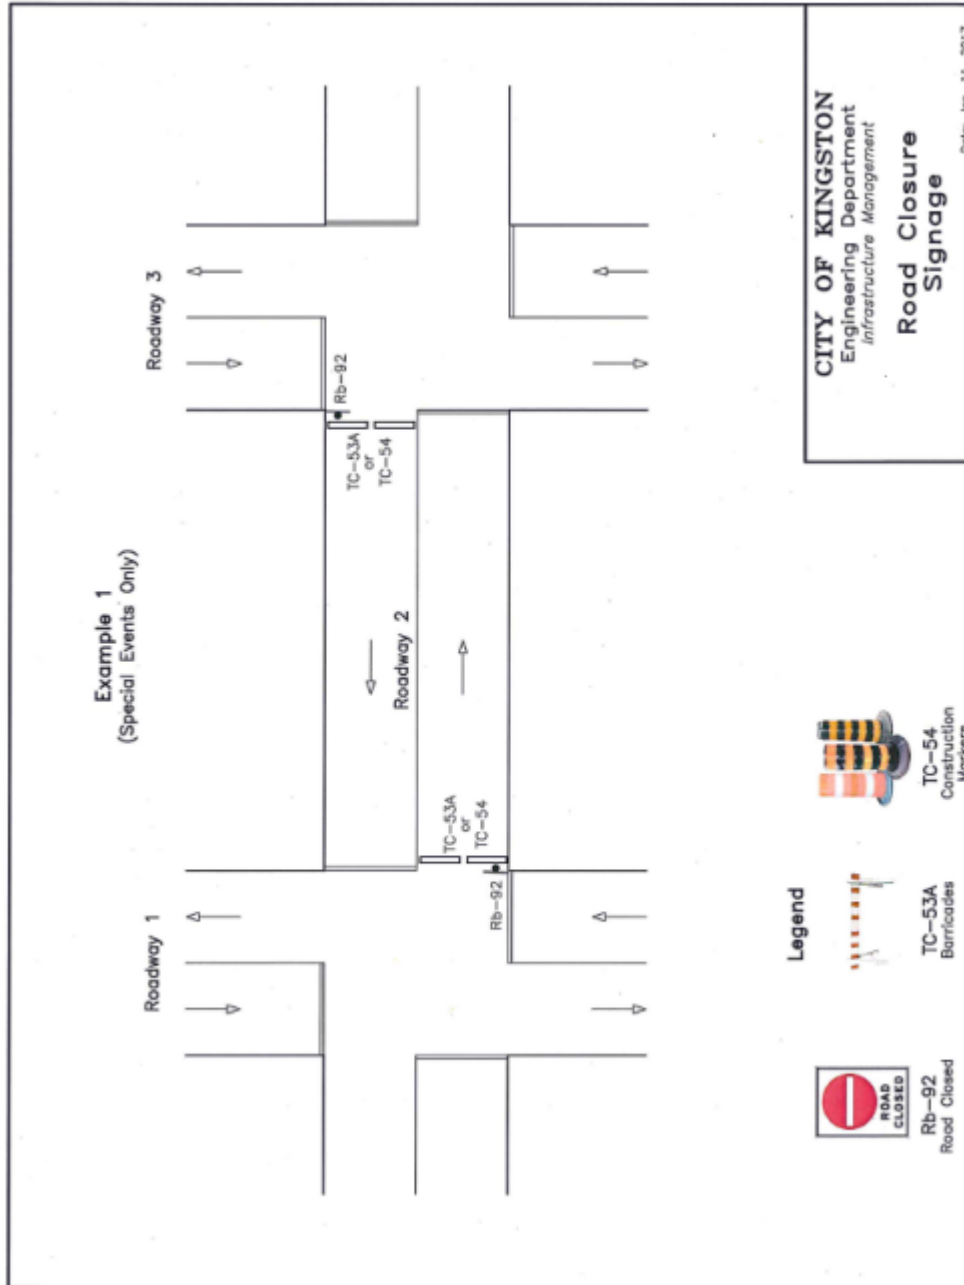 Example 1
(Special Events Only)
Roadway 1
Roadway 3
Rb-92
TC-53A
or
TC-54
Roadway 2
TC-53A
or
TC-54
Rb-92
Legend
ROAD
CLOSED
Rb-92
Road Closed
TC-53A
Barricades
TC-54
Construction
Markers
CITY OF KINGSTON
Engineering Department
Infrastructure Management
Road Closure
Signage